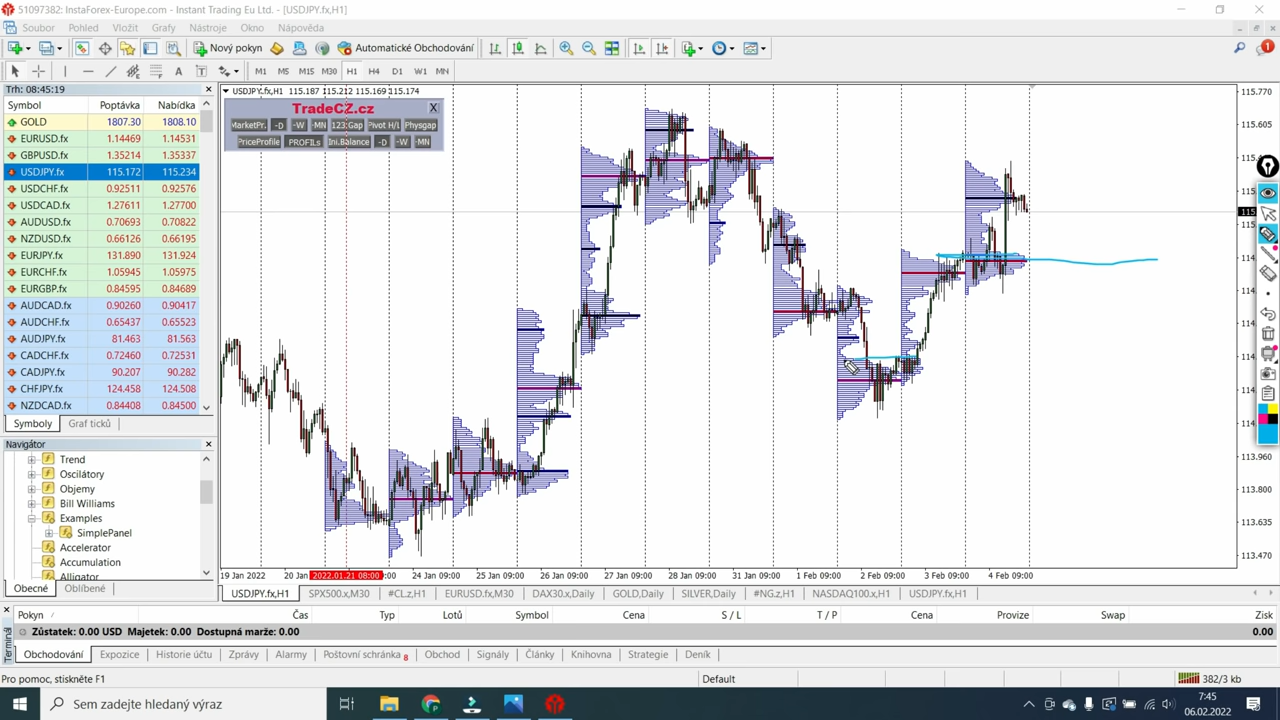 51097382: InstaForex-Europe.com - Instant Trading Eu Ltd. - [USDJPY.fx,H1]
Soubor Pohled Vložit Grafy Nástroje Okno Nápověda
Nový pokyn Automatické Obchodování 1
A T M1 M5 M15 M30 H1 H4 D1 W1 MN
Trh: 08:45:19
Symbol Poptávka Nabídka
GOLD 1807.30 1808.10
EURUSD.fx 1.14469 1.14531
GBPUSD.fx 1.35214 1.35337
USDJPY.fx 115.172 115.234
USDCHF.fx 0.92511 0.92576
USDCAD.fx 1.27611 1.27700
AUDUSD.fx 0.70693 0.70822
NZDUSD.fx 0.66126 0.66195
EURJPY.fx 131.890 131.924
EURCHF.fx 1.05945 1.05975
EURGBP.fx 0.84594 0.84689
AUDCAD.fx 0.90260 0.90417
AUDCHF.fx 0.65437 0.65523
AUDJPY.fx 81.463 81.563
CADCHF.fx 0.72460 0.72531
CADJPY.fx 90.207 90.282
CHFJPY.fx 124.458 124.508
NZDCAD.fx 0.84408 0.84500
Symboly Graf ticků
Navigátor
Trend
Oscilátory
Objemy
Bill Williams
Examples
SimplePanel
Accelerator
Accumulation
Alligator
Obecné Oblíbené
USDJPY.fx,H1 115.187 115.212 115.169 115.174
TradeCZ.cz X
MarketPr. -D -W -MN 123:Gap Pivot H/L Physgap
PriceProfile PROFILs Ini.Balance -D -W -MN
115.770
115.605
113.960
113.800
113.635
113.470
19 Jan 2022 20 Jan 2022.01.21 08:00 :00 24 Jan 09:00 25 Jan 09:00 26 Jan 09:00 27 Jan 09:00 28 Jan 09:00 31 Jan 09:00 1 Feb 09:00 2 Feb 09:00 3 Feb 09:00 4 Feb 09:00
USDJPY.fx,H1 SPX500.x,M30 #CL.z,H1 EURUSD.fx,M30 DAX30.x,Daily GOLD,Daily SILVER,Daily #NG.z,H1 NASDAQ100.x,H1 USDJPY.fx,H1
Pokyn Čas Typ Lotů Symbol Cena S / L T / P Cena Provize Swap Zisk
Zůstatek: 0.00 USD Majetek: 0.00 Dostupná marže: 0.00 0.00
Terminál
Obchodování Expozice Historie účtu Zprávy Alarmy Poštovní schránka 8 Obchod Signály Články Knihovna Strategie Deník
Pro pomoc, stiskněte F1 Default 382/3 kb
Sem zadejte hledaný výraz
7:45
06.02.2022